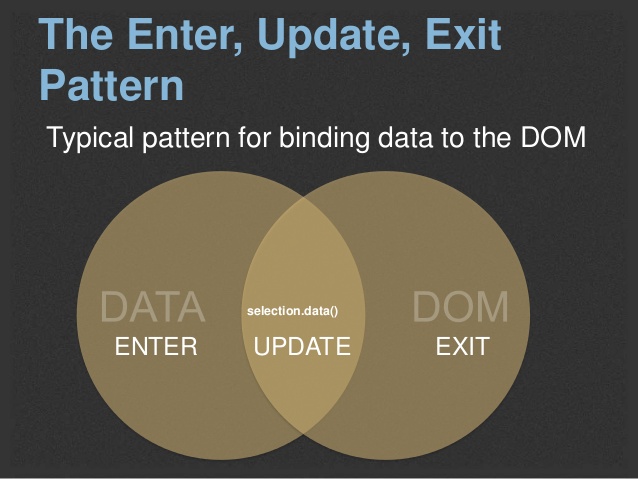 The Enter, Update, Exit
Pattern
Typical pattern for binding data to the DOM
DATA
selection.data()
DOM
ENTER
UPDATE
EXIT